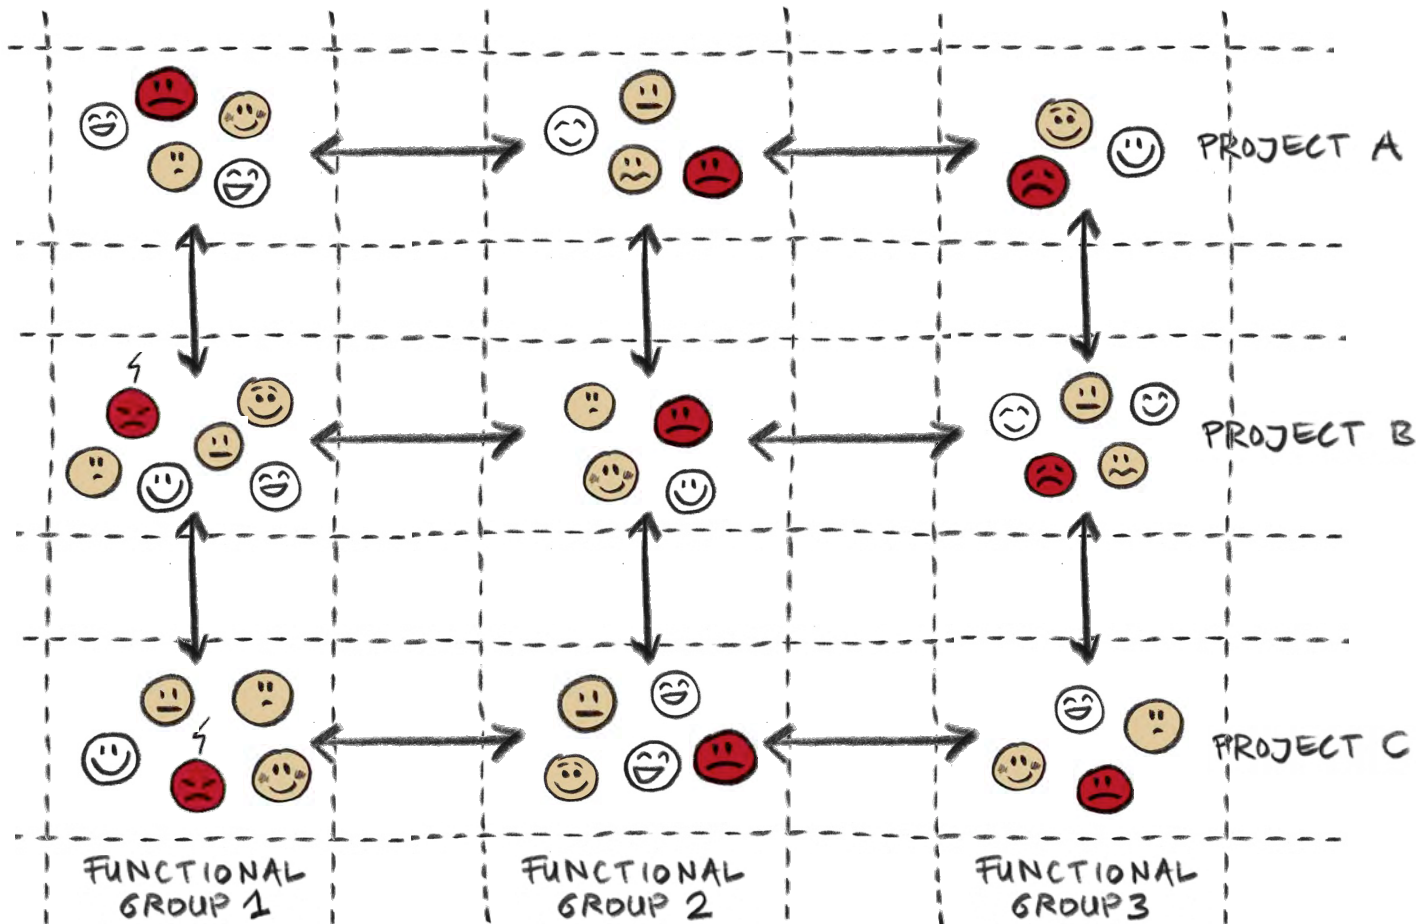 PROJECT A
PROJECT B
PROJECT C
FUNCTIONAL
GROUP 1
FUNCTIONAL
GROUP 2
FUNCTIONAL
GROUP 3